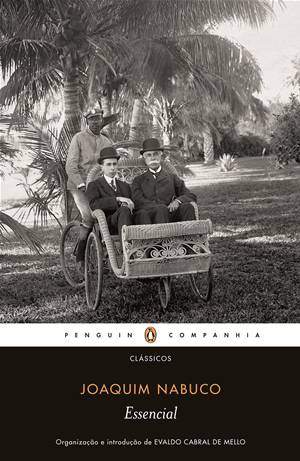 PENGUIN COMPANHIA
CLÁSSICOS
JOAQUIM NABUCO
Essencial
Organização e introdução de EVALDO CABRAL DE MELLO